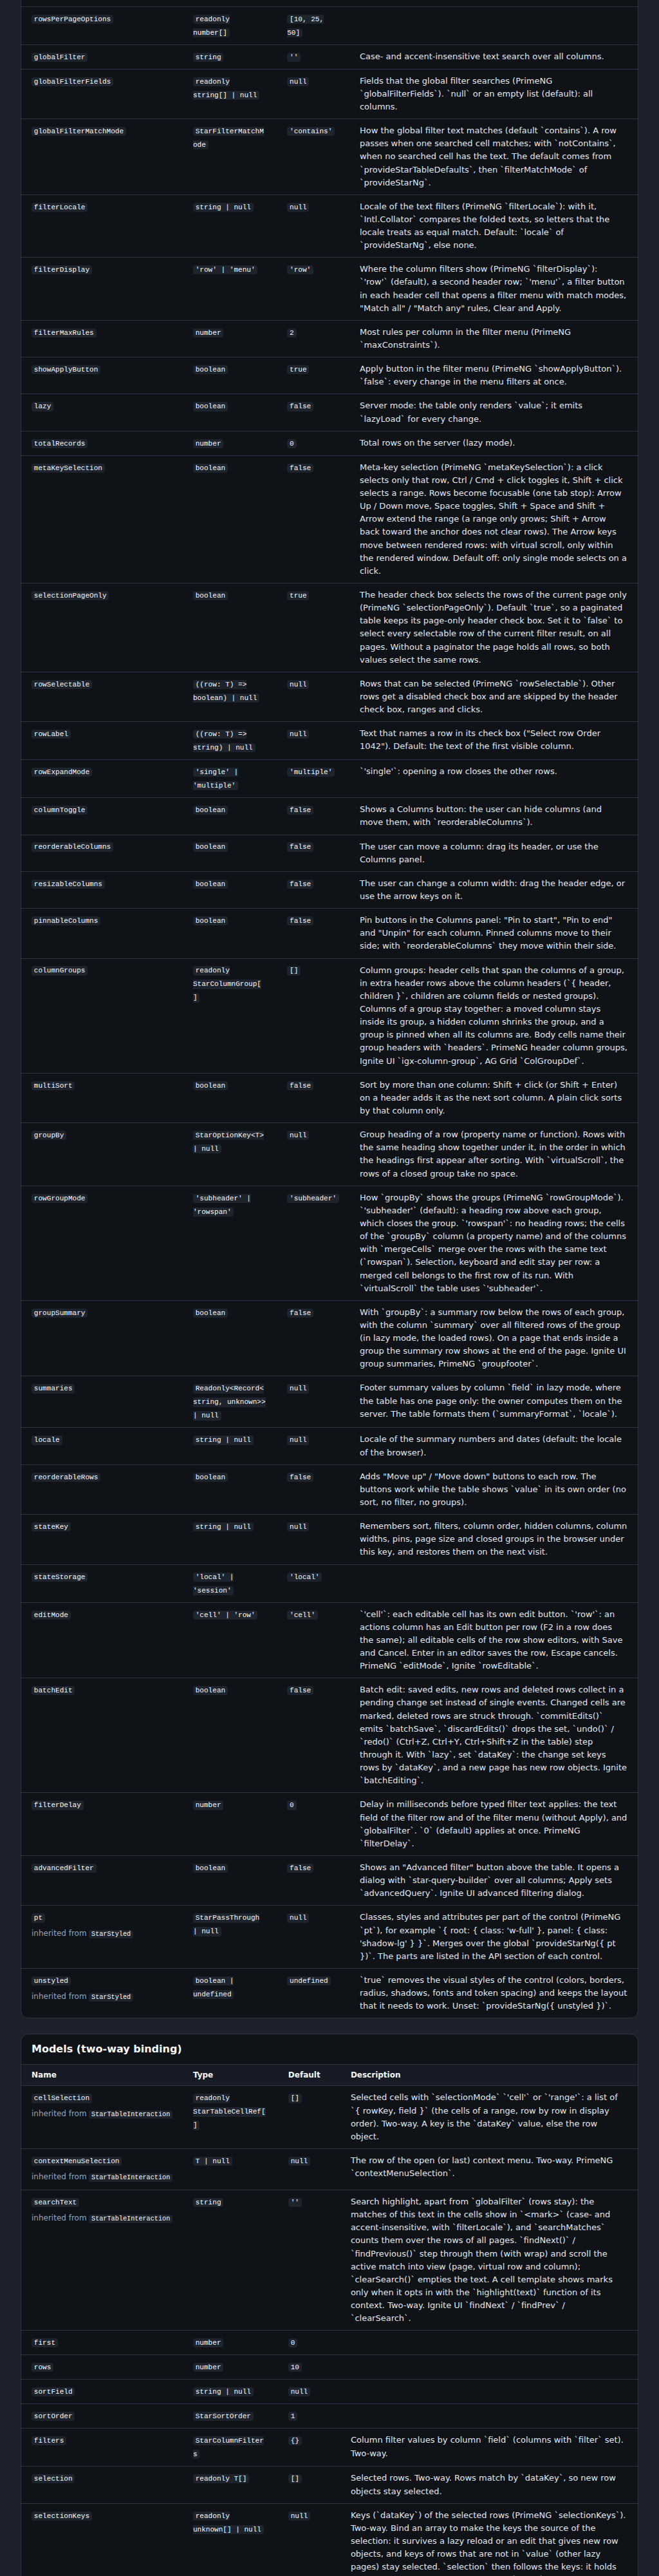 rowsPerPageOptions readonly [10, 25,
number[] 50]
globalFilter string '' Case- and accent-insensitive text search over all columns.
globalFilterFields readonly null Fields that the global filter searches (PrimeNG
string[] | null `globalFilterFields`). `null` or an empty list (default): all
columns.
globalFilterMatchMode StarFilterMatchM 'contains' How the global filter text matches (default `contains`). A row
ode passes when one searched cell matches; with `notContains`,
when no searched cell has the text. The default comes from
`provideStarTableDefaults`, then `filterMatchMode` of
`provideStarNg`.
filterLocale string | null null Locale of the text filters (PrimeNG `filterLocale`): with it,
`Intl.Collator` compares the folded texts, so letters that the
locale treats as equal match. Default: `locale` of
`provideStarNg`, else none.
filterDisplay 'row' | 'menu' 'row' Where the column filters show (PrimeNG `filterDisplay`):
`'row'` (default), a second header row; `'menu'`, a filter button
in each header cell that opens a filter menu with match modes,
"Match all" / "Match any" rules, Clear and Apply.
filterMaxRules number 2 Most rules per column in the filter menu (PrimeNG
`maxConstraints`).
showApplyButton boolean true Apply button in the filter menu (PrimeNG `showApplyButton`).
`false`: every change in the menu filters at once.
lazy boolean false Server mode: the table only renders `value`; it emits
`lazyLoad` for every change.
totalRecords number 0 Total rows on the server (lazy mode).
metaKeySelection boolean false Meta-key selection (PrimeNG `metaKeySelection`): a click
selects only that row, Ctrl / Cmd + click toggles it, Shift + click
selects a range. Rows become focusable (one tab stop): Arrow
Up / Down move, Space toggles, Shift + Space and Shift +
Arrow extend the range (a range only grows; Shift + Arrow
back toward the anchor does not clear rows). The Arrow keys
move between rendered rows: with virtual scroll, only within
the rendered window. Default off: only single mode selects on a
click.
selectionPageOnly boolean true The header check box selects the rows of the current page only
(PrimeNG `selectionPageOnly`). Default `true`, so a paginated
table keeps its page-only header check box. Set it to `false` to
select every selectable row of the current filter result, on all
pages. Without a paginator the page holds all rows, so both
values select the same rows.
rowSelectable ((row: T) => null Rows that can be selected (PrimeNG `rowSelectable`). Other
boolean) | null rows get a disabled check box and are skipped by the header
check box, ranges and clicks.
rowLabel ((row: T) => null Text that names a row in its check box ("Select row Order
string) | null 1042"). Default: the text of the first visible column.
rowExpandMode 'single' | 'multiple' `'single'`: opening a row closes the other rows.
'multiple'
columnToggle boolean false Shows a Columns button: the user can hide columns (and
move them, with `reorderableColumns`).
reorderableColumns boolean false The user can move a column: drag its header, or use the
Columns panel.
resizableColumns boolean false The user can change a column width: drag the header edge, or
use the arrow keys on it.
pinnableColumns boolean false Pin buttons in the Columns panel: "Pin to start", "Pin to end"
and "Unpin" for each column. Pinned columns move to their
side; with `reorderableColumns` they move within their side.
columnGroups readonly [] Column groups: header cells that span the columns of a group,
StarColumnGroup[ in extra header rows above the column headers (`{ header,
] children }`, children are column fields or nested groups).
Columns of a group stay together: a moved column stays
inside its group, a hidden column shrinks the group, and a
group is pinned when all its columns are. Body cells name their
group headers with `headers`. PrimeNG header column groups,
Ignite UI `igx-column-group`, AG Grid `ColGroupDef`.
multiSort boolean false Sort by more than one column: Shift + click (or Shift + Enter)
on a header adds it as the next sort column. A plain click sorts
by that column only.
groupBy StarOptionKey<T> null Group heading of a row (property name or function). Rows with
| null the same heading show together under it, in the order in which
the headings first appear after sorting. With `virtualScroll`, the
rows of a closed group take no space.
rowGroupMode 'subheader' | 'subheader' How `groupBy` shows the groups (PrimeNG `rowGroupMode`).
'rowspan' `'subheader'` (default): a heading row above each group,
which closes the group. `'rowspan'`: no heading rows; the cells
of the `groupBy` column (a property name) and of the columns
with `mergeCells` merge over the rows with the same text
(`rowspan`). Selection, keyboard and edit stay per row: a
merged cell belongs to the first row of its run. With
`virtualScroll` the table uses `'subheader'`.
groupSummary boolean false With `groupBy`: a summary row below the rows of each group,
with the column `summary` over all filtered rows of the group
(in lazy mode, the loaded rows). On a page that ends inside a
group the summary row shows at the end of the page. Ignite UI
group summaries, PrimeNG `groupfooter`.
summaries Readonly<Record< null Footer summary values by column `field` in lazy mode, where
string, unknown>> the table has one page only: the owner computes them on the
| null server. The table formats them (`summaryFormat`, `locale`).
locale string | null null Locale of the summary numbers and dates (default: the locale
of the browser).
reorderableRows boolean false Adds "Move up" / "Move down" buttons to each row. The
buttons work while the table shows `value` in its own order (no
sort, no filter, no groups).
stateKey string | null null Remembers sort, filters, column order, hidden columns, column
widths, pins, page size and closed groups in the browser under
this key, and restores them on the next visit.
stateStorage 'local' | 'local'
'session'
editMode 'cell' | 'row' 'cell' `'cell'`: each editable cell has its own edit button. `'row'`: an
actions column has an Edit button per row (F2 in a row does
the same); all editable cells of the row show editors, with Save
and Cancel. Enter in an editor saves the row, Escape cancels.
PrimeNG `editMode`, Ignite `rowEditable`.
batchEdit boolean false Batch edit: saved edits, new rows and deleted rows collect in a
pending change set instead of single events. Changed cells are
marked, deleted rows are struck through. `commitEdits()`
emits `batchSave`, `discardEdits()` drops the set, `undo()` /
`redo()` (Ctrl+Z, Ctrl+Y, Ctrl+Shift+Z in the table) step
through it. With `lazy`, set `dataKey`: the change set keys
rows by `dataKey`, and a new page has new row objects. Ignite
`batchEditing`.
filterDelay number 0 Delay in milliseconds before typed filter text applies: the text
field of the filter row and of the filter menu (without Apply), and
`globalFilter`. `0` (default) applies at once. PrimeNG
`filterDelay`.
advancedFilter boolean false Shows an "Advanced filter" button above the table. It opens a
dialog with `star-query-builder` over all columns; Apply sets
`advancedQuery`. Ignite UI advanced filtering dialog.
pt StarPassThrough null Classes, styles and attributes per part of the control (PrimeNG
inherited from StarStyled | null `pt`), for example `{ root: { class: 'w-full' }, panel: { class:
'shadow-lg' } }`. Merges over the global `provideStarNg({ pt
})`. The parts are listed in the API section of each control.
unstyled boolean | undefined `true` removes the visual styles of the control (colors, borders,
inherited from StarStyled undefined radius, shadows, fonts and token spacing) and keeps the layout
that it needs to work. Unset: `provideStarNg({ unstyled })`.
Models (two-way binding)
Name Type Default Description
cellSelection readonly [] Selected cells with `selectionMode` `'cell'` or `'range'`: a list of
inherited from StarTableInteraction StarTableCellRef[ `{ rowKey, field }` (the cells of a range, row by row in display
] order). Two-way. A key is the `dataKey` value, else the row
object.
contextMenuSelection T | null null The row of the open (or last) context menu. Two-way. PrimeNG
inherited from StarTableInteraction `contextMenuSelection`.
searchText string '' Search highlight, apart from `globalFilter` (rows stay): the
inherited from StarTableInteraction matches of this text in the cells show in `<mark>` (case- and
accent-insensitive, with `filterLocale`), and `searchMatches`
counts them over the rows of all pages. `findNext()` /
`findPrevious()` step through them (with wrap) and scroll the
active match into view (page, virtual row and column);
`clearSearch()` empties the text. A cell template shows marks
only when it opts in with the `highlight(text)` function of its
context. Two-way. Ignite UI `findNext` / `findPrev` /
`clearSearch`.
first number 0
rows number 10
sortField string | null null
sortOrder StarSortOrder 1
filters StarColumnFilter {} Column filter values by column `field` (columns with `filter` set).
s Two-way.
selection readonly T[] [] Selected rows. Two-way. Rows match by `dataKey`, so new row
objects stay selected.
selectionKeys readonly null Keys (`dataKey`) of the selected rows (PrimeNG `selectionKeys`).
unknown[] | null Two-way. Bind an array to make the keys the source of the
selection: it survives a lazy reload or an edit that gives new row
objects, and keys of rows that are not in `value` (other lazy
pages) stay selected. `selection` then follows the keys: it holds